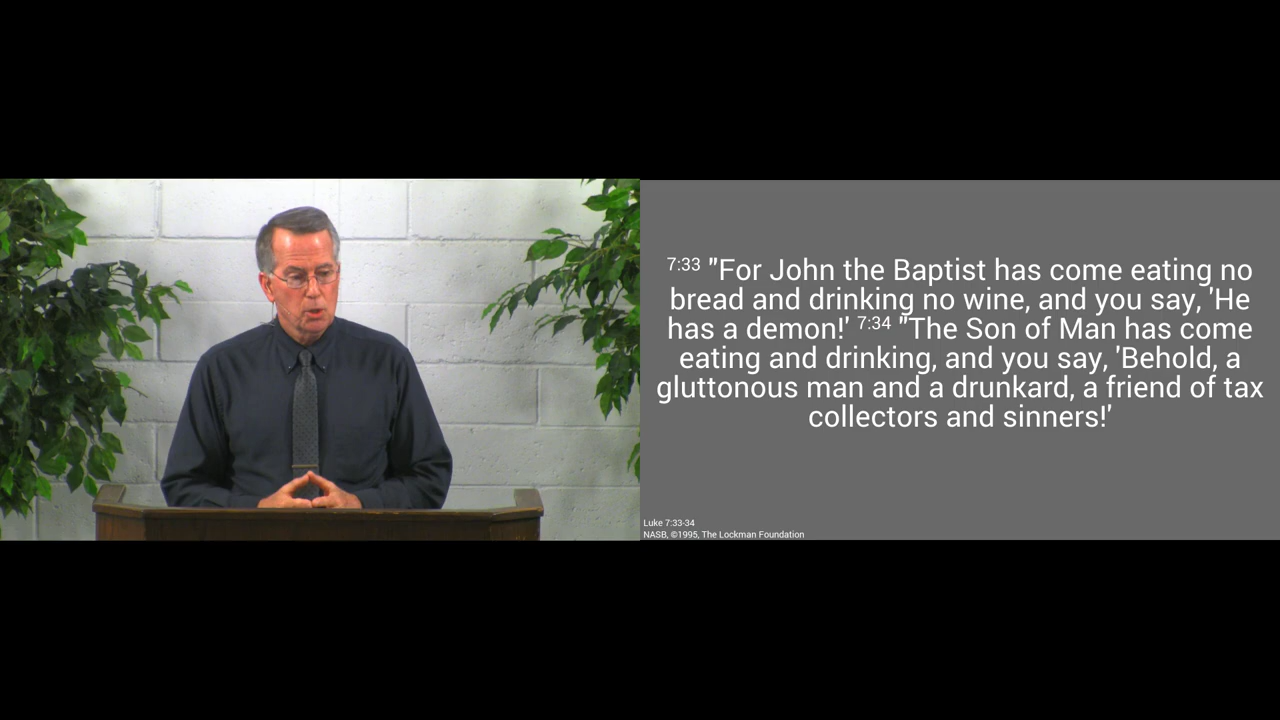 7:33 "For John the Baptist has come eating no
bread and drinking no wine, and you say, 'He
has a demon!' 7:34 "The Son of Man has come
eating and drinking, and you say, 'Behold, a
gluttonous man and a drunkard, a friend of tax
collectors and sinners!'
Luke 7:33-34
NASB, ©1995, The Lockman Foundation